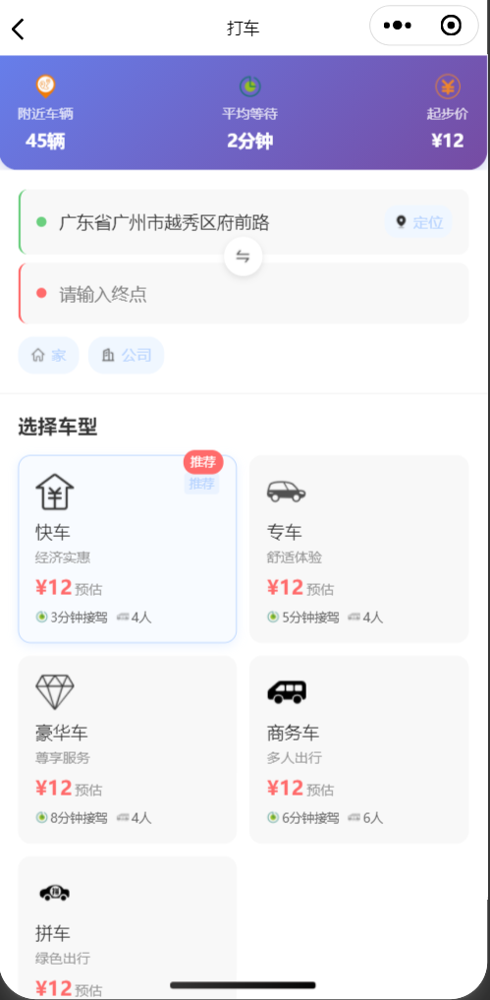 打车
附近车辆 平均等待 起步价
45辆 2分钟 ¥12
广东省广州市越秀区府前路 定位
请输入终点
家 公司
选择车型
推荐
推荐
快车 专车
经济实惠 舒适体验
¥12 预估 ¥12 预估
3分钟接驾 4人 5分钟接驾 4人
豪华车 商务车
尊享服务 多人出行
¥12 预估 ¥12 预估
8分钟接驾 4人 6分钟接驾 6人
拼车
绿色出行
¥12 预估